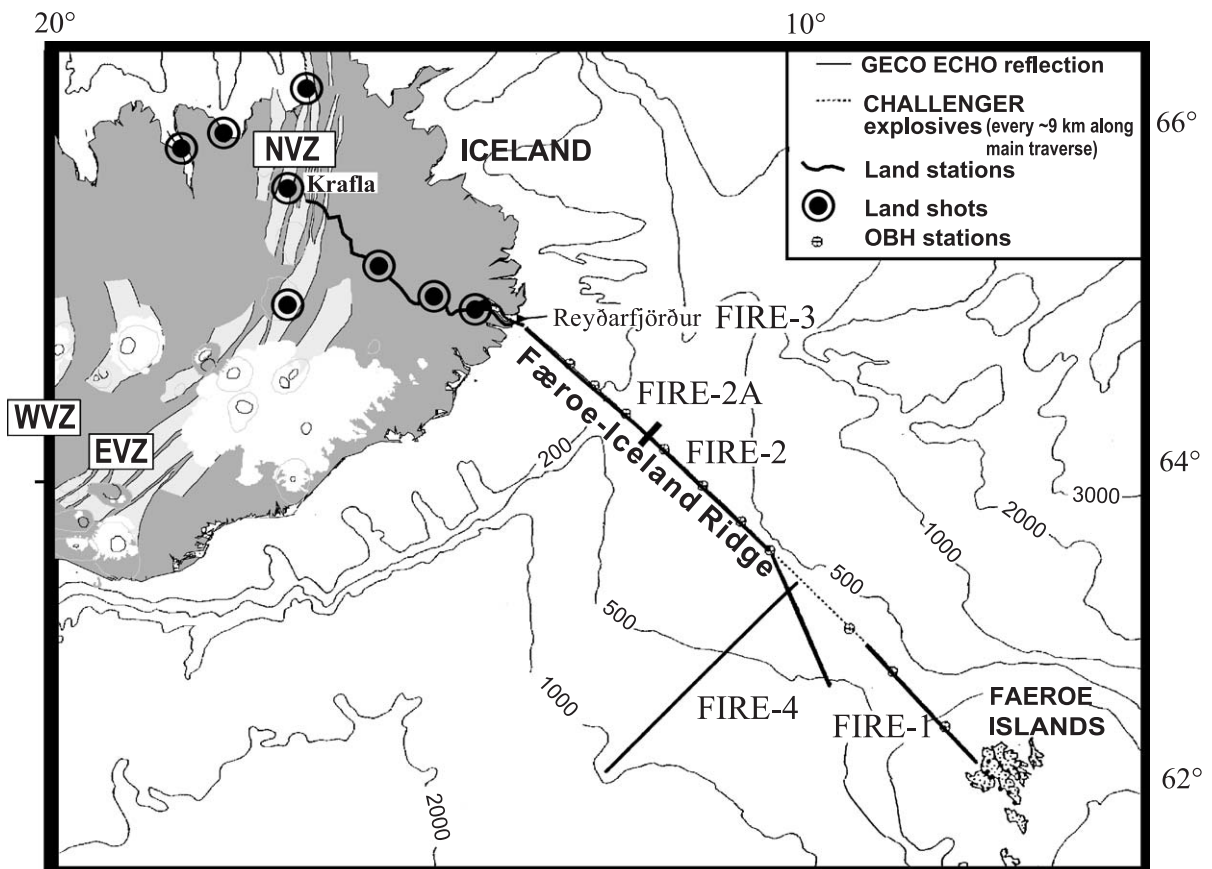 20°
10°
GECO ECHO reflection
CHALLENGER
explosives (every ~9 km along
main traverse)
Land stations
Land shots
OBH stations
66°
NVZ
ICELAND
Krafla
Reyðarfjörður
FIRE-3
Færoe-Iceland Ridge
FIRE-2A
FIRE-2
WVZ
EVZ
200
64°
3000
2000
1000
500
500
1000
FIRE-4
FIRE-1
FAEROE
ISLANDS
2000
62°